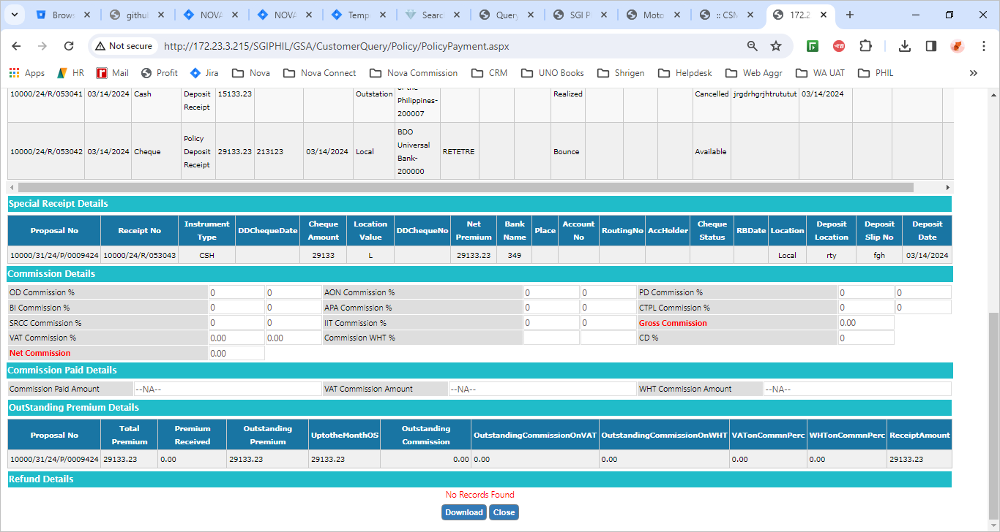 Brows
githul
NOVA
NOVA
Temp
Search
Query
SGI P
Moto
:: CSM
172.2
Not secure
http://172.23.3.215/SGIPHIL/GSA/CustomerQuery/Policy/PolicyPayment.aspx
Apps HR Mail Profit Jira Nova Nova Connect Nova Commission CRM UNO Books Shrigen Helpdesk Web Aggr WA UAT PHIL
10000/24/R/053041 03/14/2024 Cash Deposit Receipt 15133.23 Outstation of the Philippines-200007 Realized Cancelled jrgdrhgrjhtrututut 03/14/2024
10000/24/R/053042 03/14/2024 Cheque Policy Deposit Receipt 29133.23 213123 03/14/2024 Local BDO Universal Bank-200000 RETETRE Bounce Available
Special Receipt Details
Proposal No Receipt No Instrument Type DDChequeDate Cheque Amount Location Value DDChequeNo Net Premium Bank Name Place Account No RoutingNo AccHolder Cheque Status RBDate Location Deposit Location Deposit Slip No Deposit Date
10000/31/24/P/0009424 10000/24/R/053043 CSH 29133 L 29133.23 349 Local rty fgh 03/14/2024
Commission Details
OD Commission % 0 0 AON Commission % 0 0 PD Commission % 0 0
BI Commission % 0 0 APA Commission % 0 0 CTPL Commission % 0 0
SRCC Commission % 0 0 IIT Commission % 0 0 Gross Commission 0.00
VAT Commission % 0.00 0.00 Commission WHT % CD % 0
Net Commission 0.00
Commission Paid Details
Commission Paid Amount --NA-- VAT Commission Amount --NA-- WHT Commission Amount --NA--
OutStanding Premium Details
Proposal No Total Premium Premium Received Outstanding Premium UptotheMonthOS Outstanding Commission OutstandingCommissionOnVAT OutstandingCommissionOnWHT VATonCommnPerc WHTonCommnPerc ReceiptAmount
10000/31/24/P/0009424 29133.23 0.00 29133.23 29133.23 0.00 0.00 0.00 0.00 0.00 29133.23
Refund Details
No Records Found
Download Close